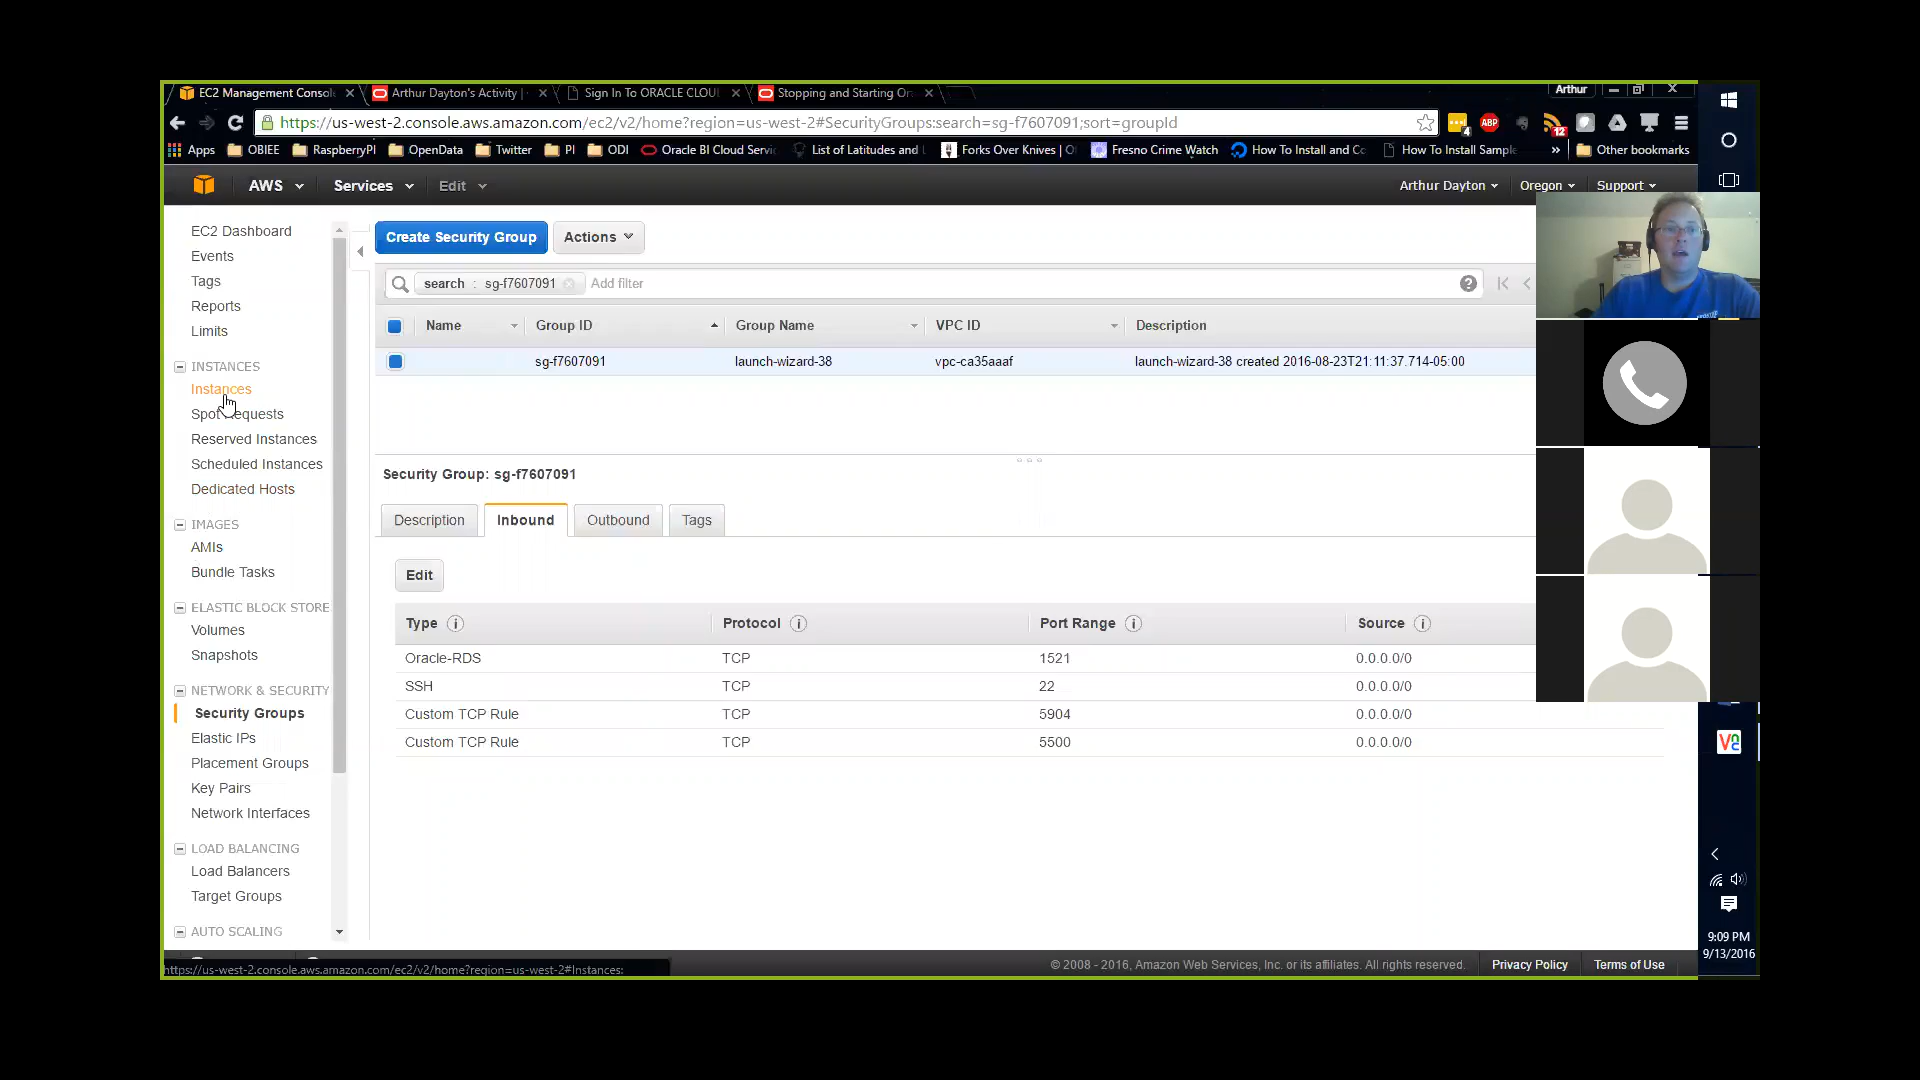 EC2 Management Console
Arthur Dayton's Activity |
Sign In To ORACLE CLOU
Stopping and Starting Or
Arthur
https://us-west-2.console.aws.amazon.com/ec2/v2/home?region=us-west-2#SecurityGroups:search=sg-f7607091;sort=groupId
4
ABP
12
Apps
OBIEE
RaspberryPI
OpenData
Twitter
PI
ODI
Oracle BI Cloud Servi
List of Latitudes and
Forks Over Knives | O
Fresno Crime Watch
How To Install and Co
How To Install Sample
»
Other bookmarks
AWS
Services
Edit
Arthur Dayton
Oregon
Support
EC2 Dashboard
Events
Tags
Reports
Limits
INSTANCES
Instances
Spot Requests
Reserved Instances
Scheduled Instances
Dedicated Hosts
IMAGES
AMIs
Bundle Tasks
ELASTIC BLOCK STORE
Volumes
Snapshots
NETWORK & SECURITY
Security Groups
Elastic IPs
Placement Groups
Key Pairs
Network Interfaces
LOAD BALANCING
Load Balancers
Target Groups
AUTO SCALING
Create Security Group
Actions
search : sg-f7607091
Add filter
Name Group ID Group Name VPC ID Description
sg-f7607091 launch-wizard-38 vpc-ca35aaaf launch-wizard-38 created 2016-08-23T21:11:37.714-05:00
Security Group: sg-f7607091
Description Inbound Outbound Tags
Edit
Type Protocol Port Range Source
Oracle-RDS TCP 1521 0.0.0.0/0
SSH TCP 22 0.0.0.0/0
Custom TCP Rule TCP 5904 0.0.0.0/0
Custom TCP Rule TCP 5500 0.0.0.0/0
https://us-west-2.console.aws.amazon.com/ec2/v2/home?region=us-west-2#Instances:
© 2008 - 2016, Amazon Web Services, Inc. or its affiliates. All rights reserved.
Privacy Policy
Terms of Use
9:09 PM
9/13/2016